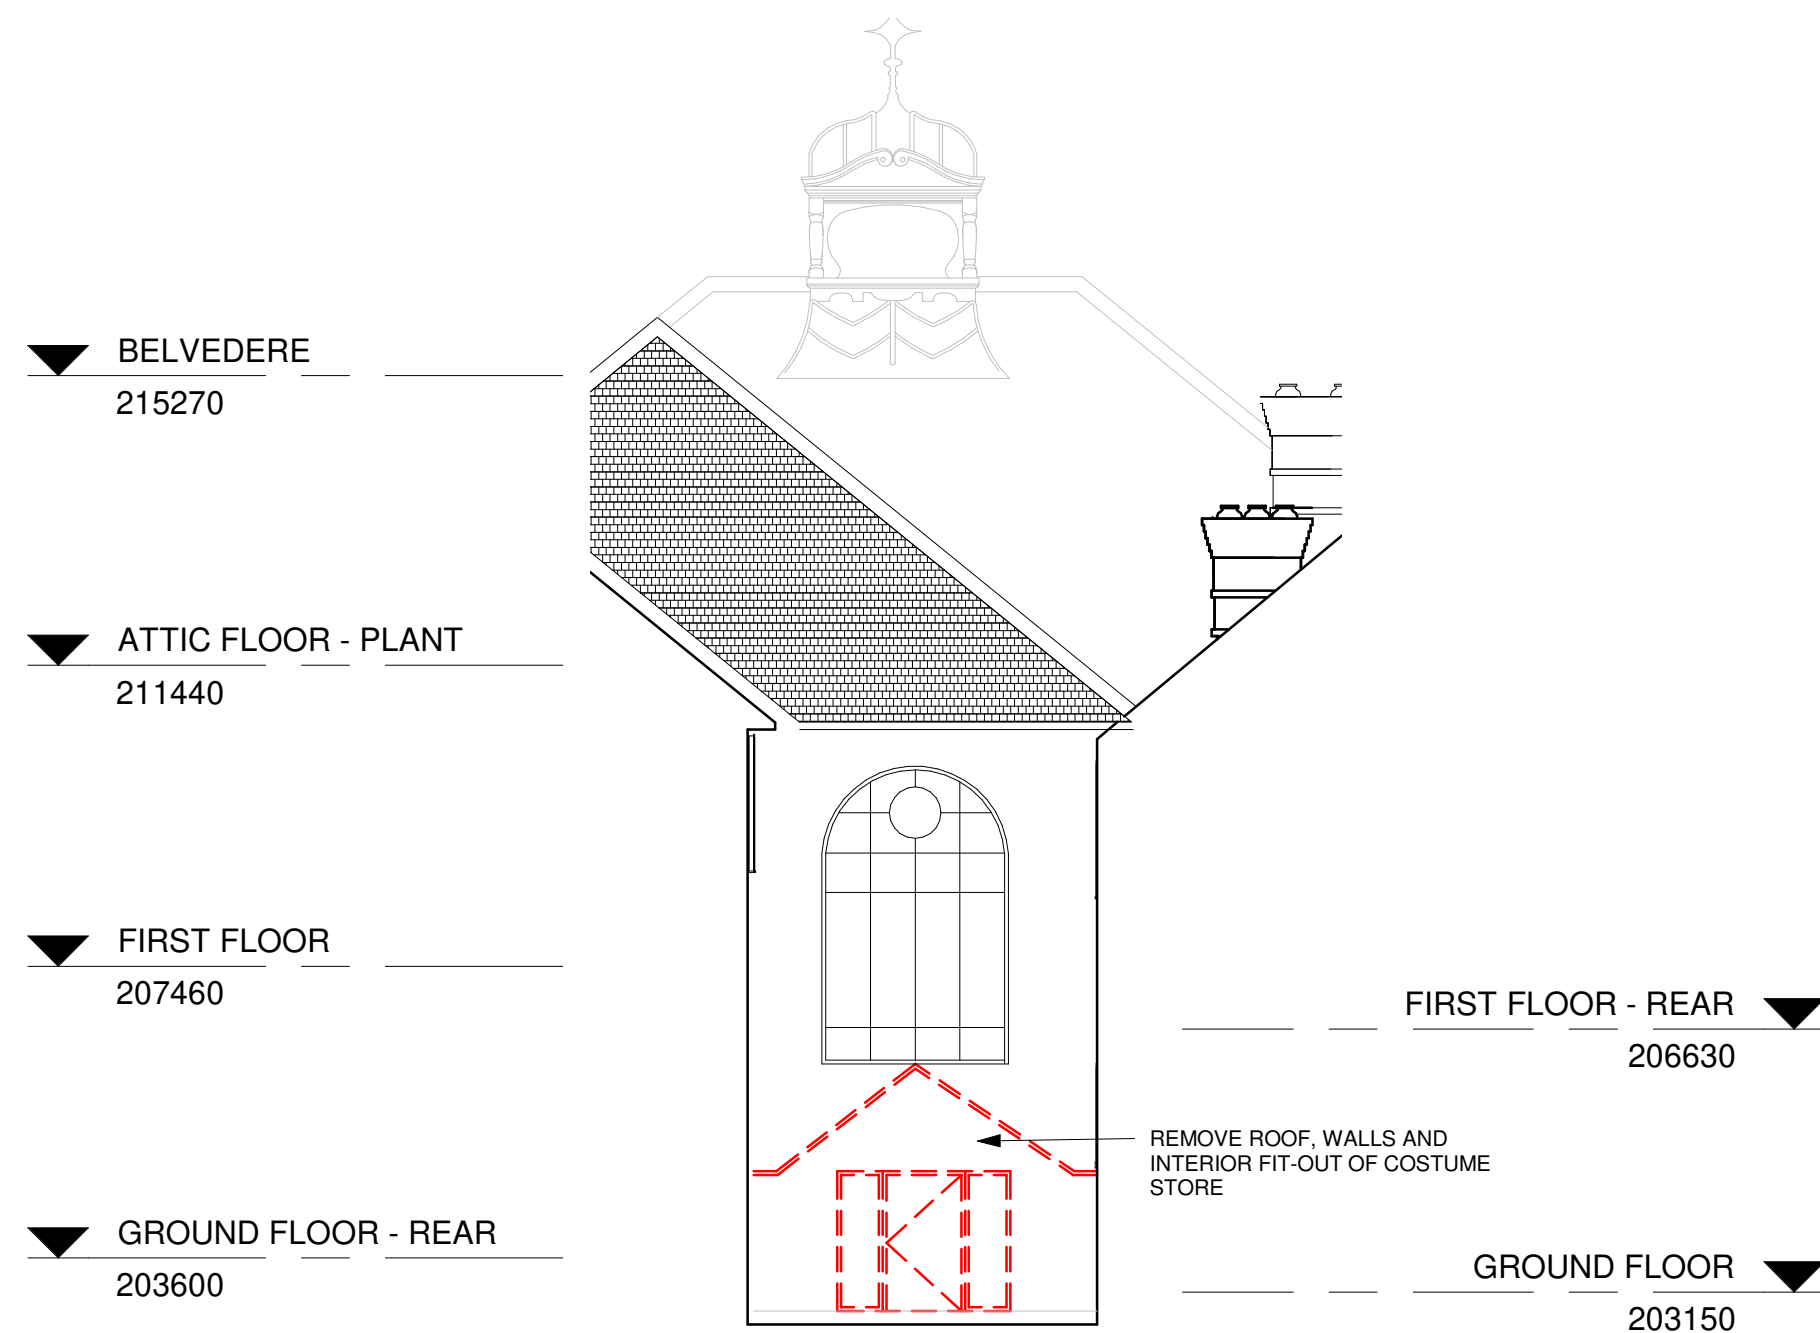 BELVEDERE
215270
ATTIC FLOOR - PLANT
211440
FIRST FLOOR
207460
FIRST FLOOR - REAR
206630
REMOVE ROOF, WALLS AND
INTERIOR FIT-OUT OF COSTUME
STORE
GROUND FLOOR - REAR
203600
GROUND FLOOR
203150